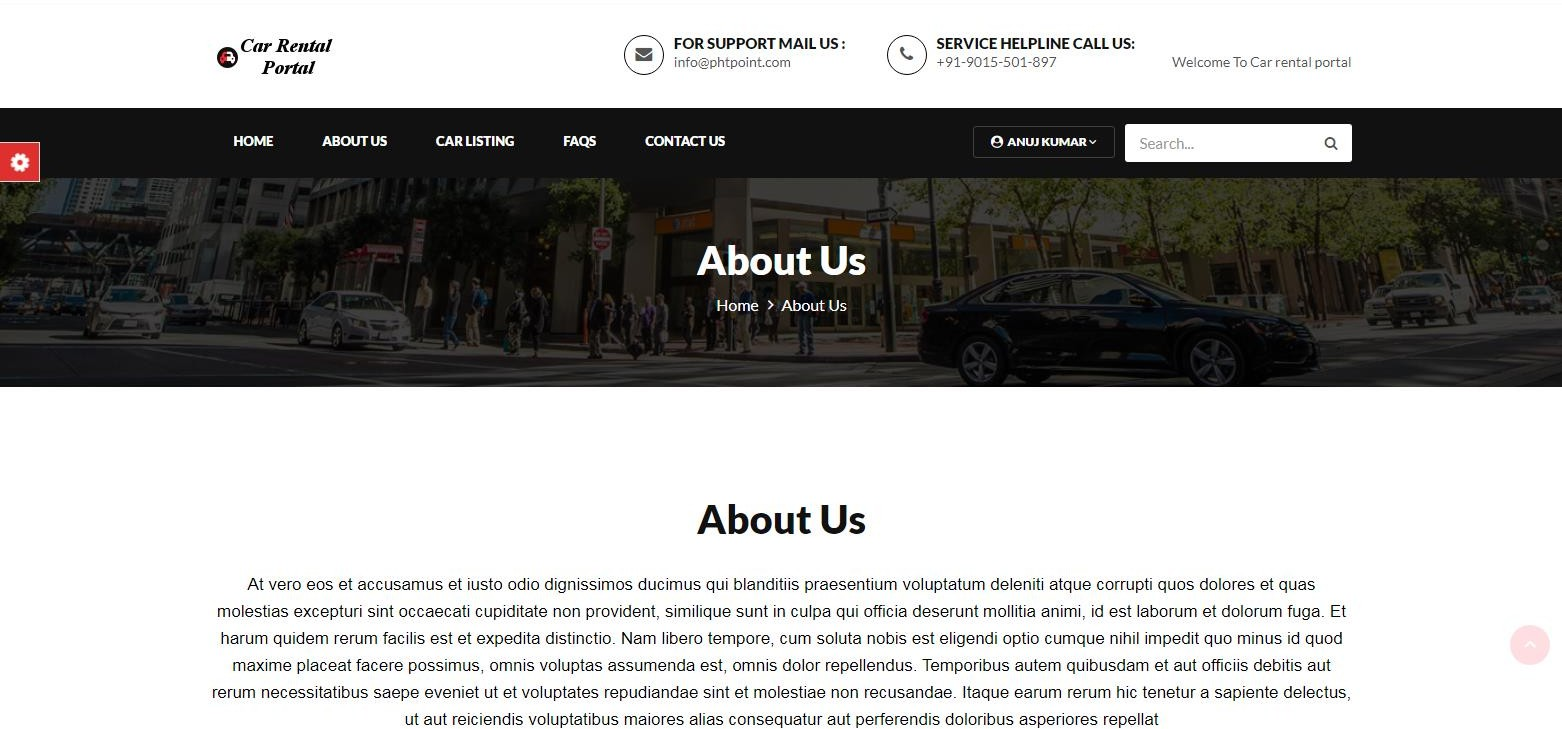 Car Rental
Portal
FOR SUPPORT MAIL US :
info@phtpoint.com
SERVICE HELPLINE CALL US:
+91-9015-501-897
Welcome To Car rental portal
HOME
ABOUT US
CAR LISTING
FAQS
CONTACT US
ANUJ KUMAR
Search...
About Us
Home > About Us
About Us
At vero eos et accusamus et iusto odio dignissimos ducimus qui blanditiis praesentium voluptatum deleniti atque corrupti quos dolores et quas
molestias excepturi sint occaecati cupiditate non provident, similique sunt in culpa qui officia deserunt mollitia animi, id est laborum et dolorum fuga. Et
harum quidem rerum facilis est et expedita distinctio. Nam libero tempore, cum soluta nobis est eligendi optio cumque nihil impedit quo minus id quod
maxime placeat facere possimus, omnis voluptas assumenda est, omnis dolor repellendus. Temporibus autem quibusdam et aut officiis debitis aut
rerum necessitatibus saepe eveniet ut et voluptates repudiandae sint et molestiae non recusandae. Itaque earum rerum hic tenetur a sapiente delectus,
ut aut reiciendis voluptatibus maiores alias consequatur aut perferendis doloribus asperiores repellat